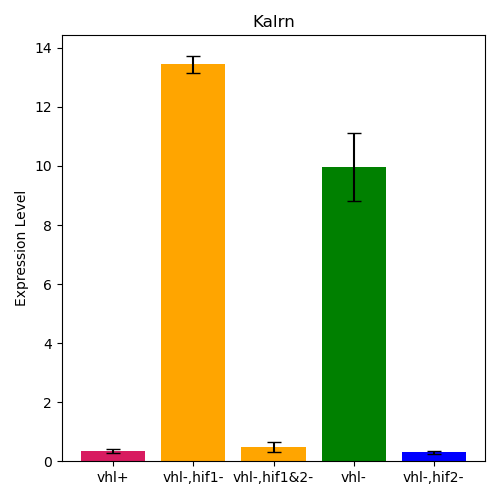 Kalrn
Expression Level
14
12
10
8
6
4
2
0
vhl+
vhl-,hif1-
vhl-,hif1&2-
vhl-
vhl-,hif2-